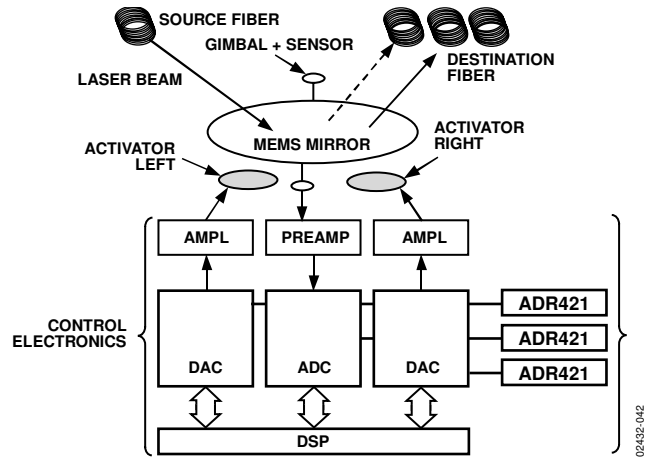 SOURCE FIBER
GIMBAL + SENSOR
LASER BEAM
DESTINATION
FIBER
MEMS MIRROR
ACTIVATOR
LEFT
ACTIVATOR
RIGHT
AMPL
PREAMP
AMPL
CONTROL
ELECTRONICS
DAC
ADC
DAC
ADR421
ADR421
ADR421
DSP
02432-042